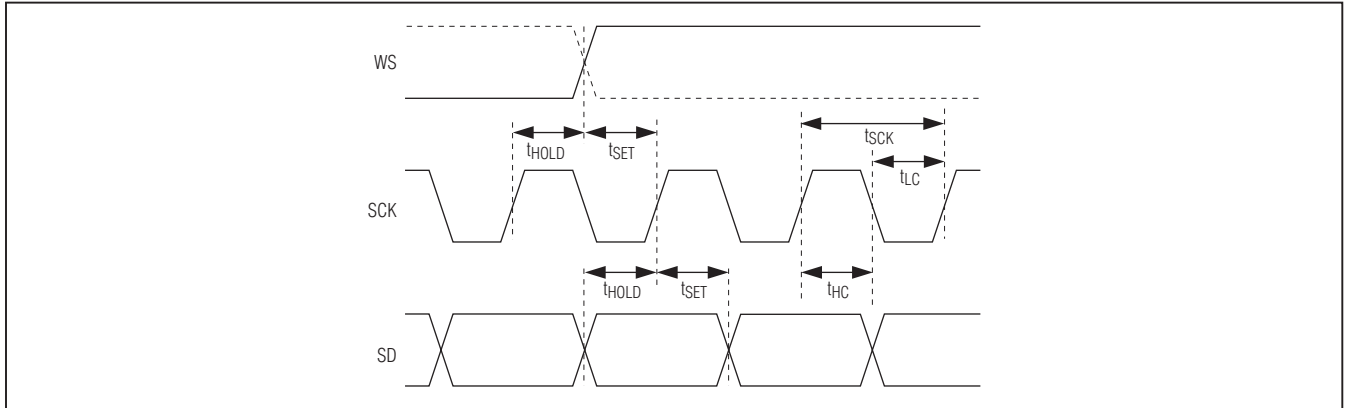 WS
tSCK
tHOLD tSET
tLC
SCK
tHOLD tSET
tHC
SD